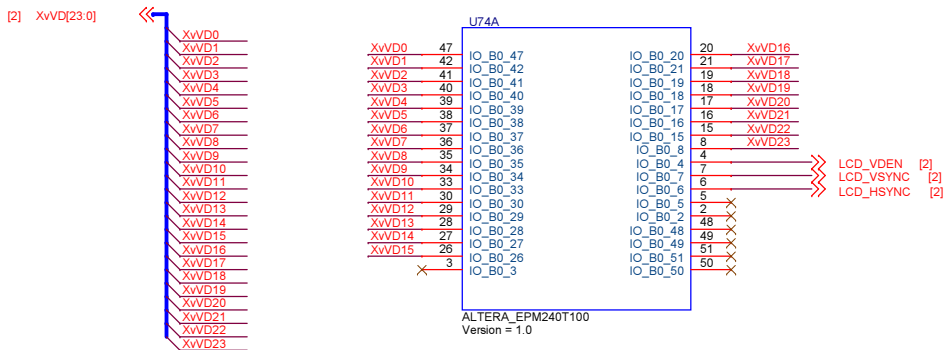 [2] XvVD[23:0]
XvVD0
XvVD1
XvVD2
XvVD3
XvVD4
XvVD5
XvVD6
XvVD7
XvVD8
XvVD9
XvVD10
XvVD11
XvVD12
XvVD13
XvVD14
XvVD15
XvVD16
XvVD17
XvVD18
XvVD19
XvVD20
XvVD21
XvVD22
XvVD23
U74A
XvVD0 47 IO_B0_47 IO_B0_20 20 XvVD16
XvVD1 42 IO_B0_42 IO_B0_21 21 XvVD17
XvVD2 41 IO_B0_41 IO_B0_19 19 XvVD18
XvVD3 40 IO_B0_40 IO_B0_18 18 XvVD19
XvVD4 39 IO_B0_39 IO_B0_17 17 XvVD20
XvVD5 38 IO_B0_38 IO_B0_16 16 XvVD21
XvVD6 37 IO_B0_37 IO_B0_15 15 XvVD22
XvVD7 36 IO_B0_36 IO_B0_8 8 XvVD23
XvVD8 35 IO_B0_35 IO_B0_4 4 LCD_VDEN [2]
XvVD9 34 IO_B0_34 IO_B0_7 7 LCD_VSYNC [2]
XvVD10 33 IO_B0_33 IO_B0_6 6 LCD_HSYNC [2]
XvVD11 30 IO_B0_30 IO_B0_5 5
XvVD12 29 IO_B0_29 IO_B0_2 2
XvVD13 28 IO_B0_28 IO_B0_48 48
XvVD14 27 IO_B0_27 IO_B0_49 49
XvVD15 26 IO_B0_26 IO_B0_51 51
3 IO_B0_3 IO_B0_50 50
ALTERA_EPM240T100
Version = 1.0